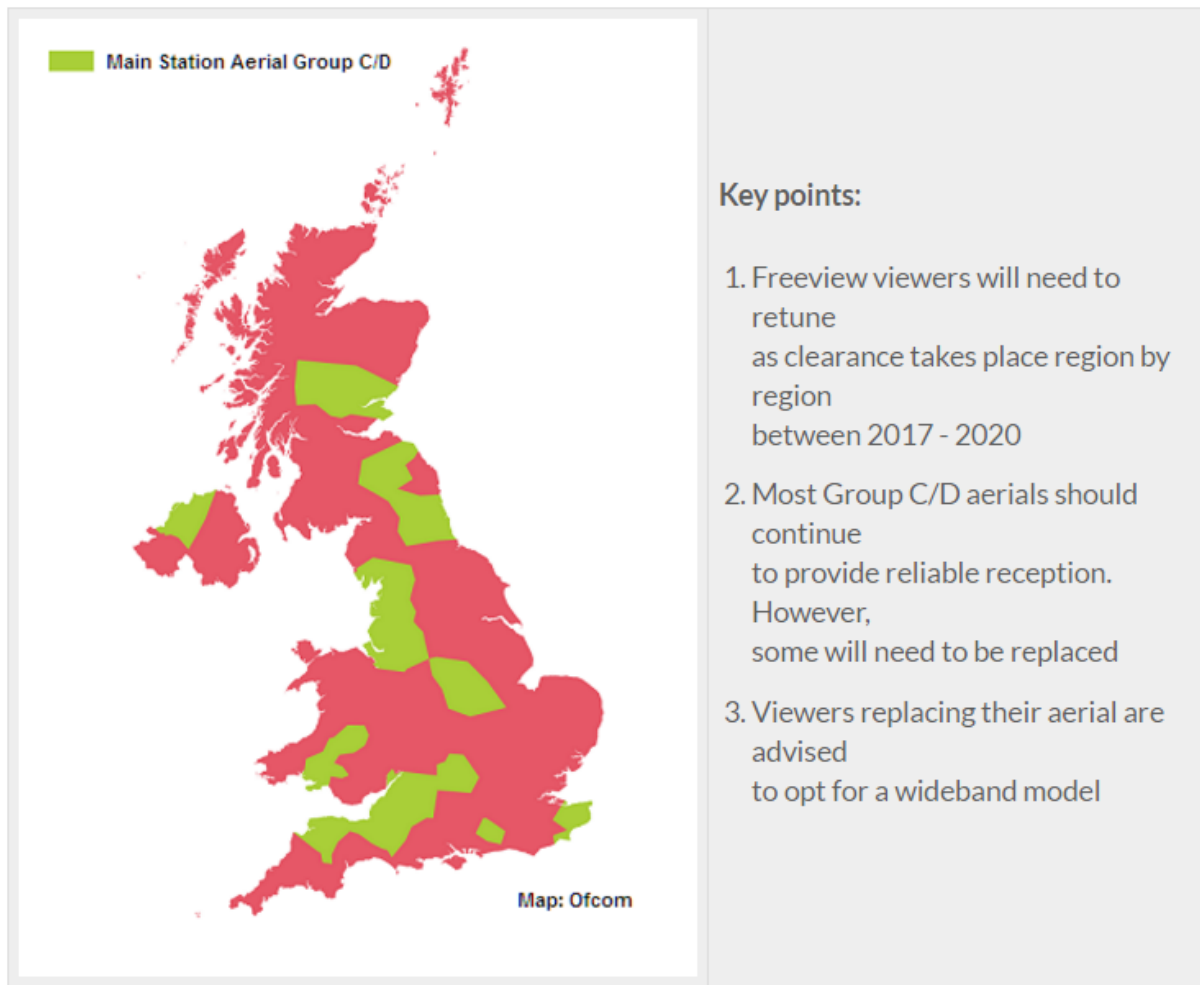 Main Station Aerial Group C/D
Map: Ofcom
Key points:
1. Freeview viewers will need to
retune
as clearance takes place region by
region
between 2017 - 2020
2. Most Group C/D aerials should
continue
to provide reliable reception.
However,
some will need to be replaced
3. Viewers replacing their aerial are
advised
to opt for a wideband model